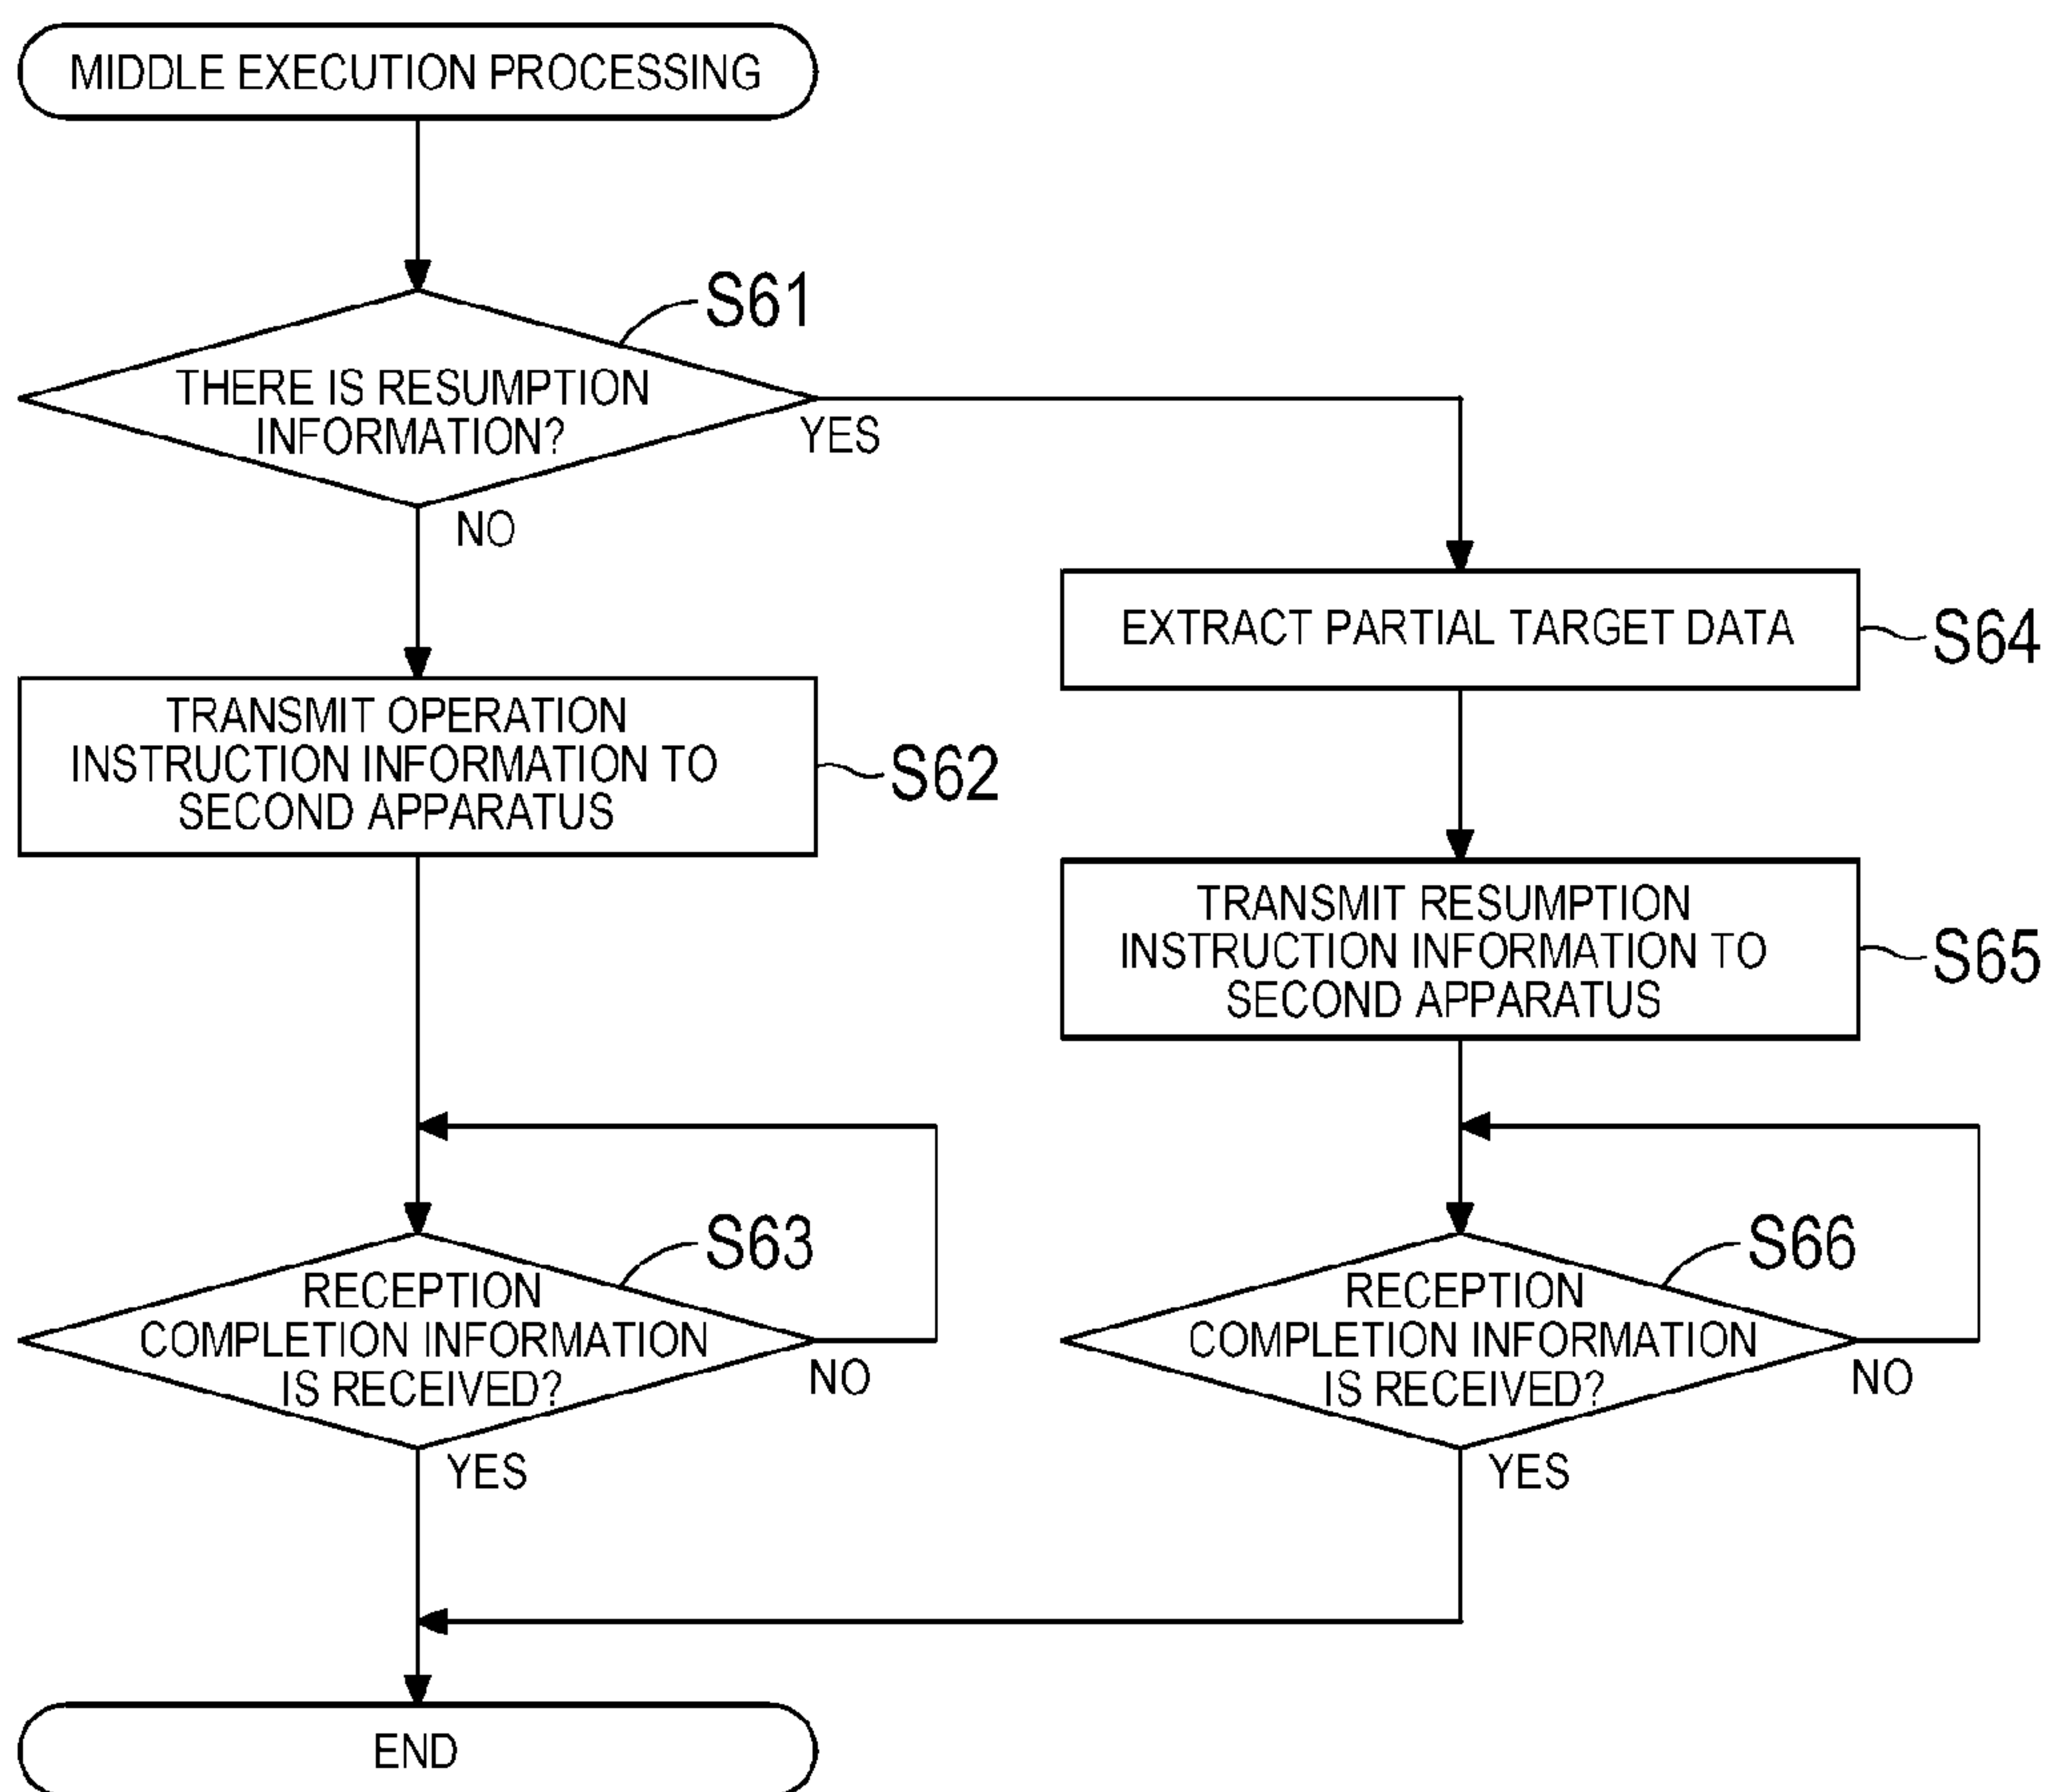 MIDDLE EXECUTION PROCESSING
S61
THERE IS RESUMPTION
INFORMATION?
YES
NO
TRANSMIT OPERATION
INSTRUCTION INFORMATION TO
SECOND APPARATUS
S62
RECEPTION
COMPLETION INFORMATION
IS RECEIVED?
S63
NO
YES
EXTRACT PARTIAL TARGET DATA
S64
TRANSMIT RESUMPTION
INSTRUCTION INFORMATION TO
SECOND APPARATUS
S65
RECEPTION
COMPLETION INFORMATION
IS RECEIVED?
S66
NO
YES
END